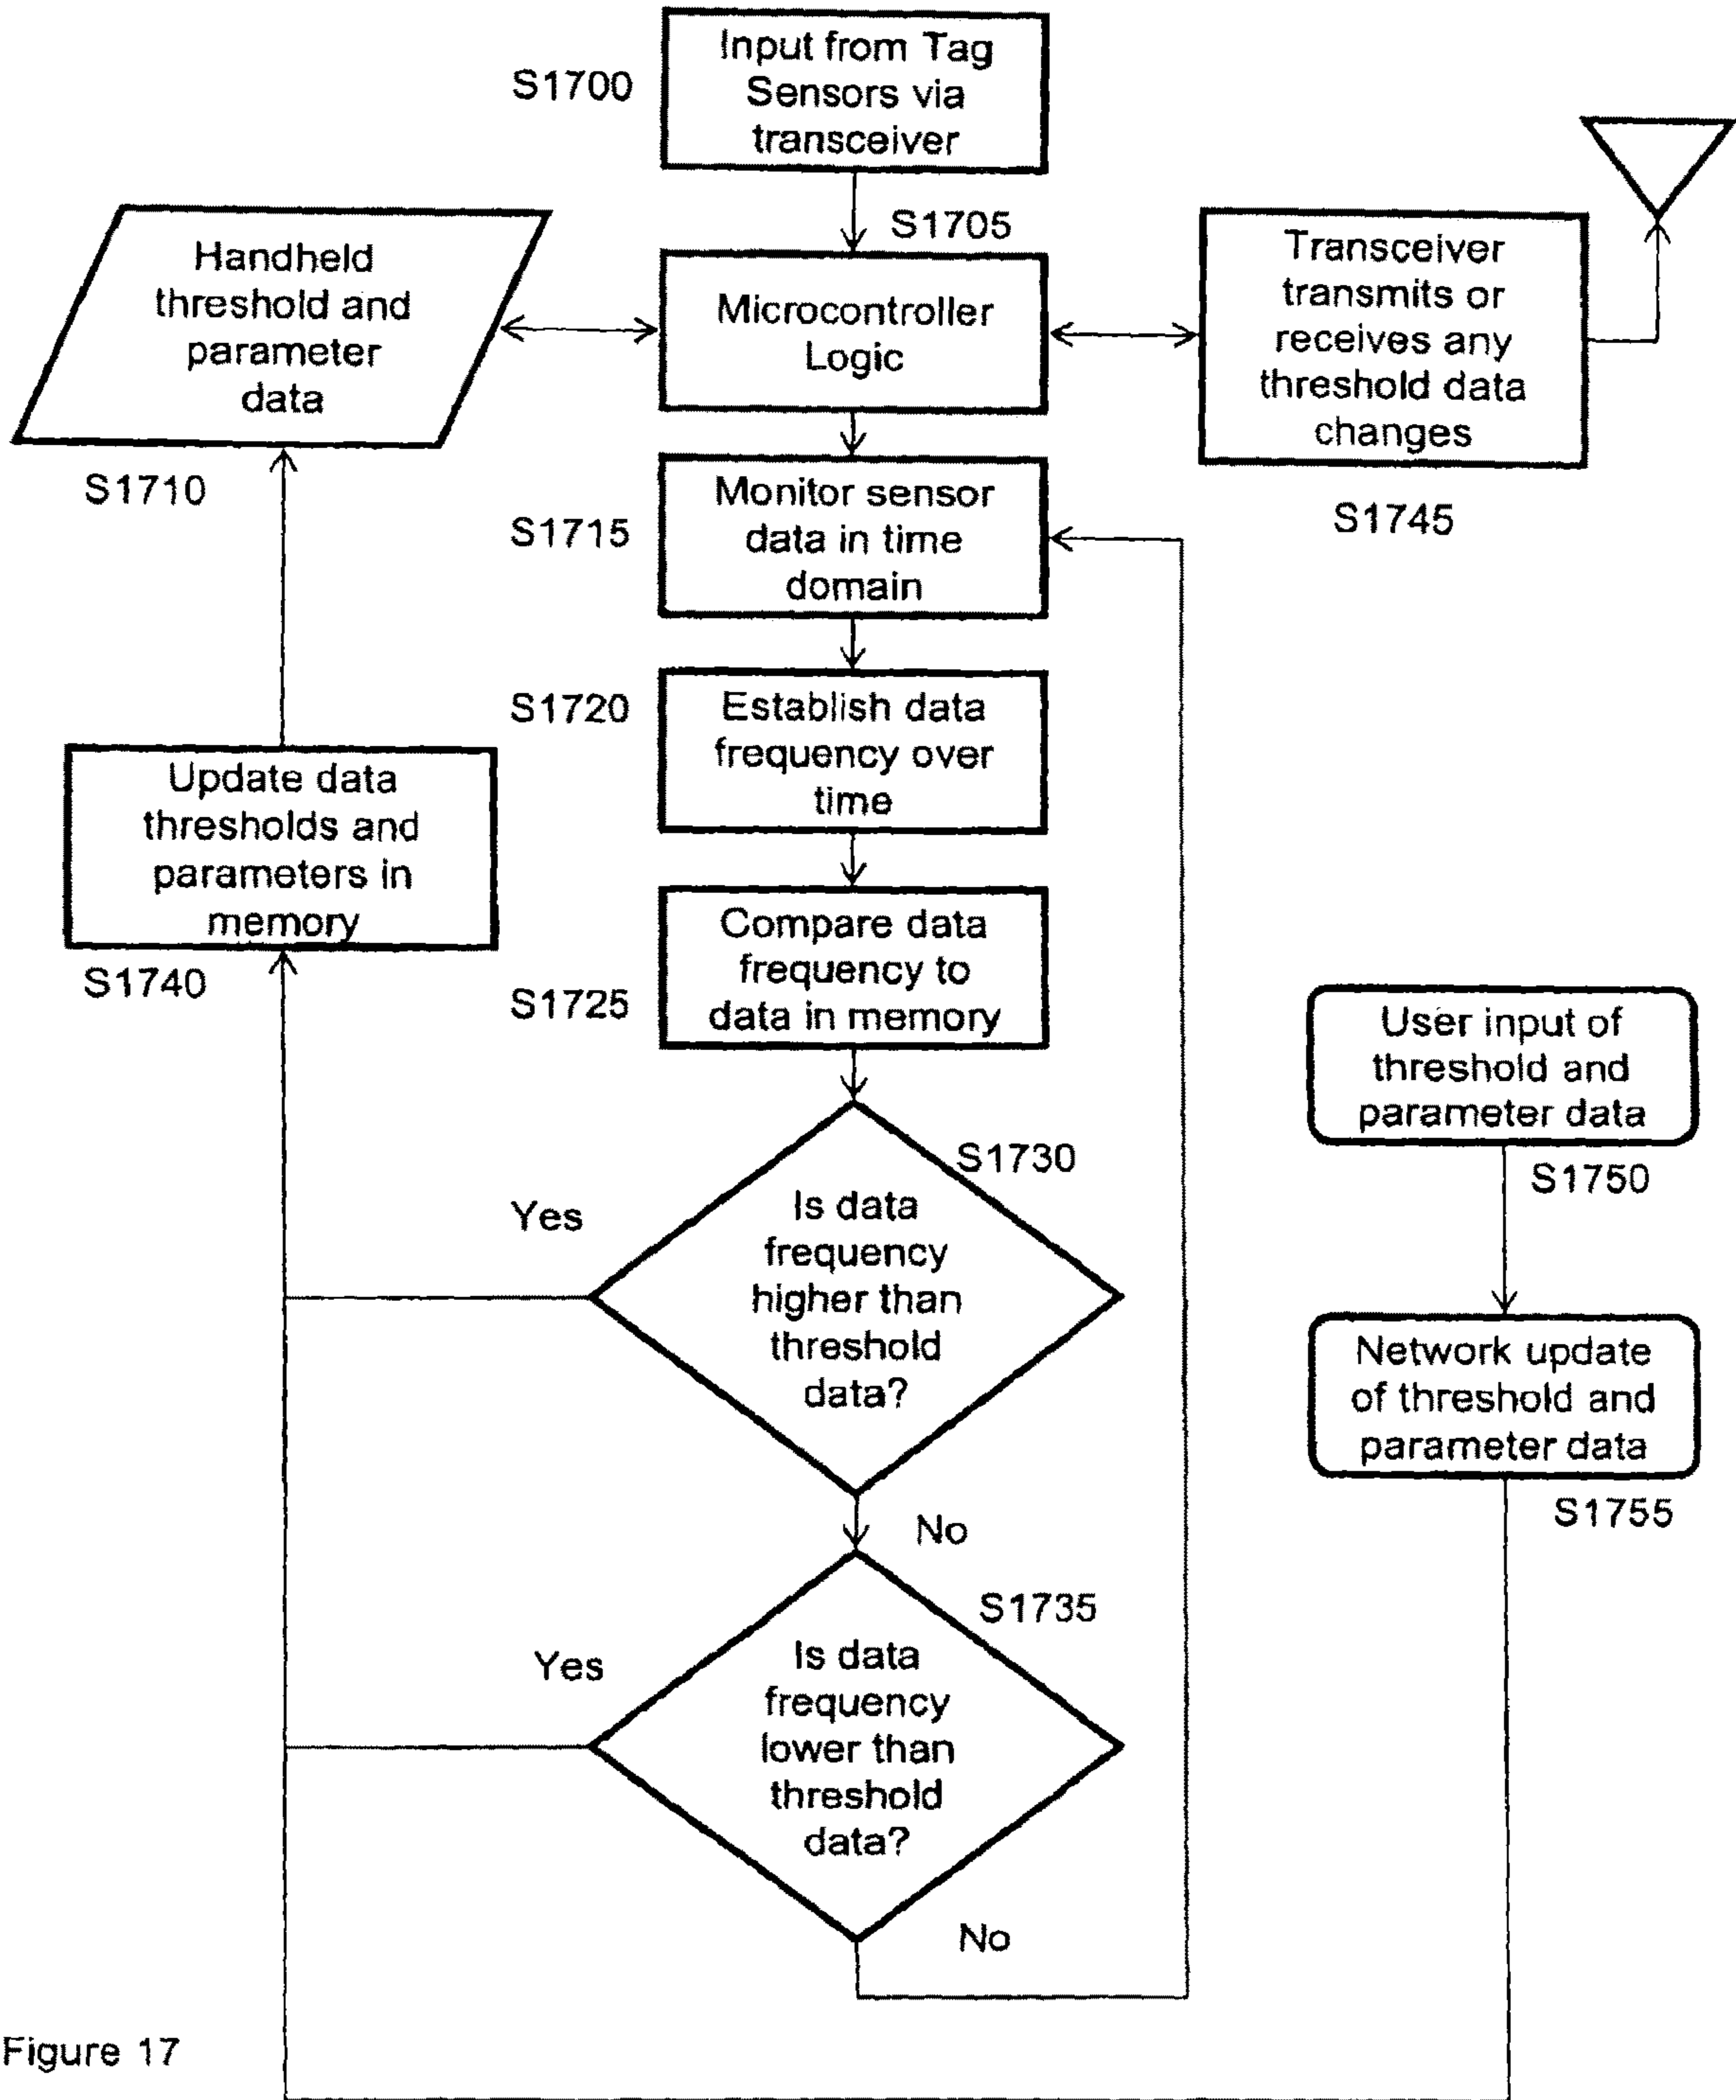 Input from Tag
Sensors via
transceiver
S1700
S1705
Handheld
threshold and
parameter
data
S1710
Microcontroller
Logic
Transceiver
transmits or
receives any
threshold data
changes
S1745
Monitor sensor
data in time
domain
S1715
Establish data
frequency over
time
S1720
Update data
thresholds and
parameters in
memory
S1740
Compare data
frequency to
data in memory
S1725
User input of
threshold and
parameter data
S1750
S1730
Yes
Is data
frequency
higher than
threshold
data?
No
Network update
of threshold and
parameter data
S1755
S1735
Yes
Is data
frequency
lower than
threshold
data?
No
Figure 17